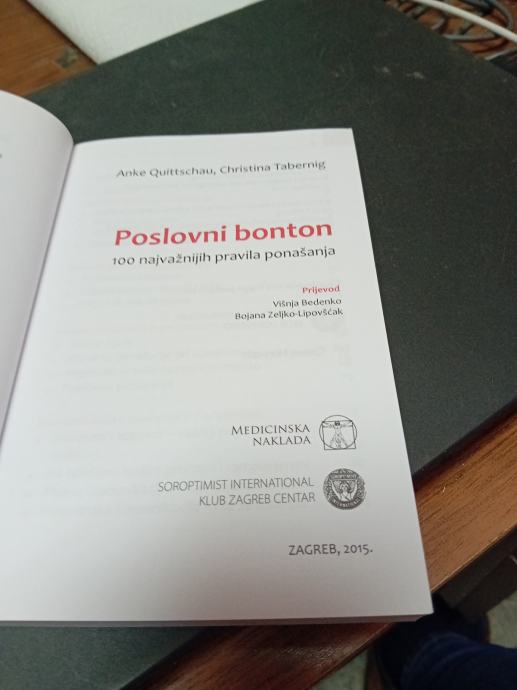 Anke Quittschau, Christina Tabernig
Poslovni bonton
100 najvažnijih pravila ponašanja
Prijevod
Višnja Bedenko
Bojana Zeljko-Lipovšćak
MEDICINSKA
NAKLADA
SOROPTIMIST INTERNATIONAL
KLUB ZAGREB CENTAR
ZAGREB, 2015.